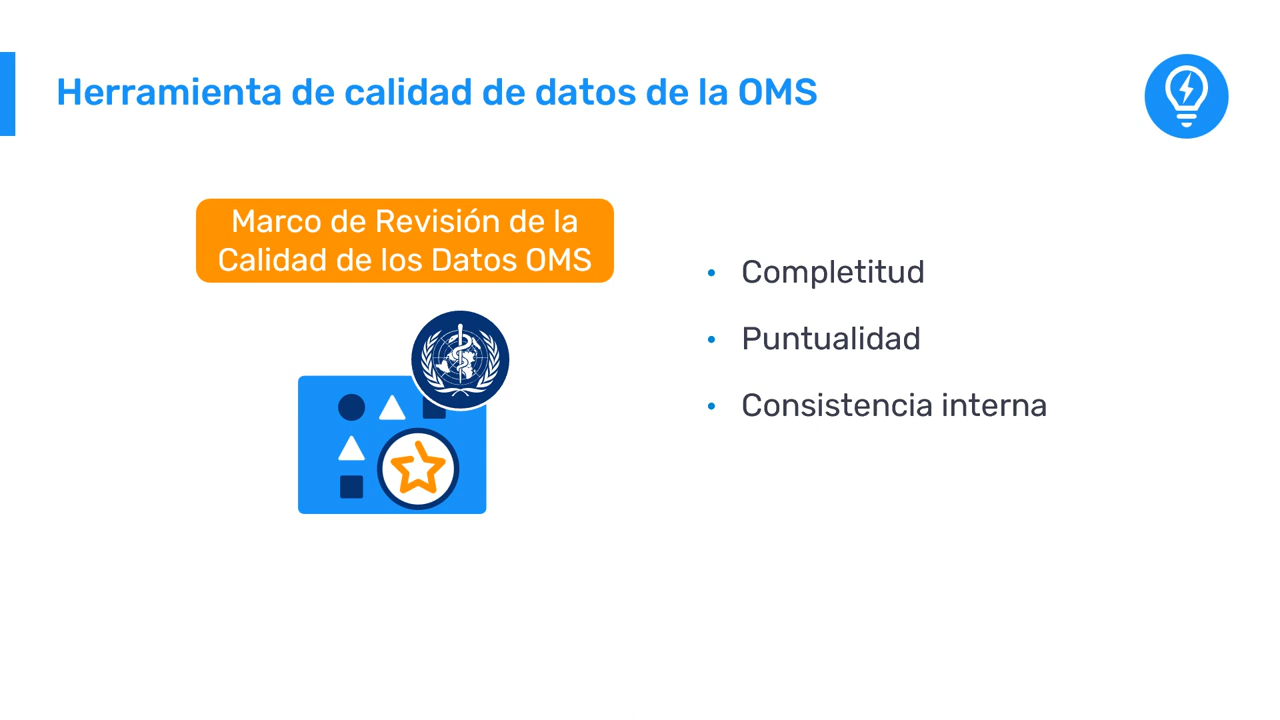 Herramienta de calidad de datos de la OMS
Marco de Revisión de la
Calidad de los Datos OMS
• Completitud
• Puntualidad
• Consistencia interna